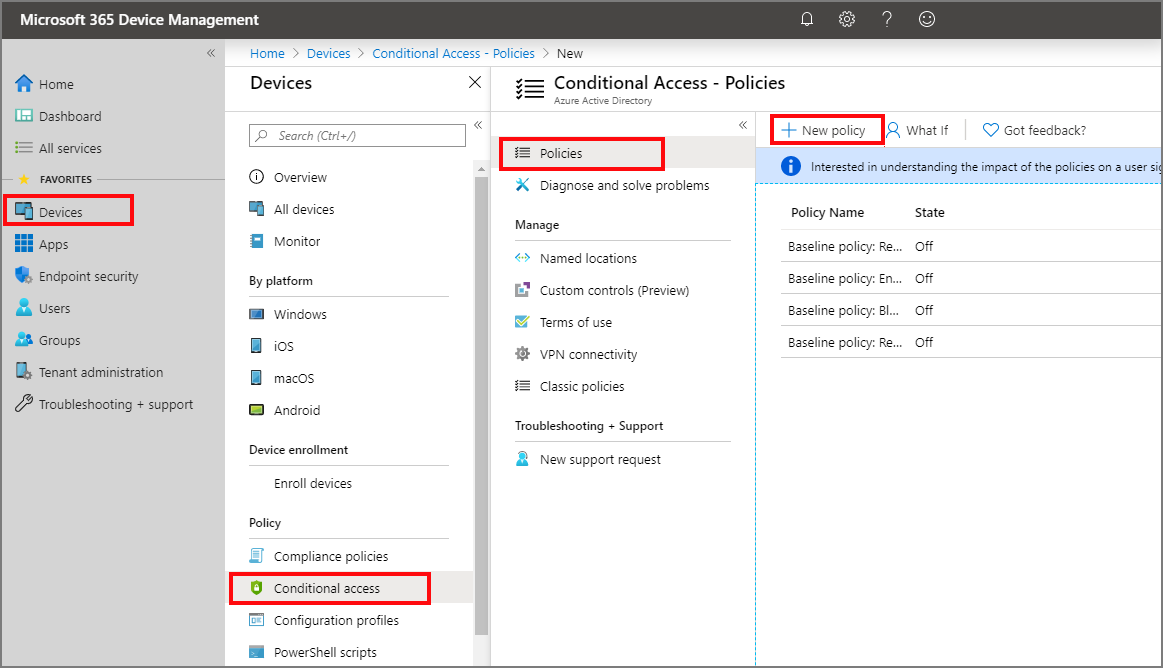 Microsoft 365 Device Management
Home
Dashboard
All services
FAVORITES
Devices
Apps
Endpoint security
Users
Groups
Tenant administration
Troubleshooting + support
Home > Devices > Conditional Access - Policies > New
Devices
Search (Ctrl+/)
Overview
All devices
Monitor
By platform
Windows
iOS
macOS
Android
Device enrollment
Enroll devices
Policy
Compliance policies
Conditional access
Configuration profiles
PowerShell scripts
Conditional Access - Policies
Azure Active Directory
Policies
Diagnose and solve problems
Manage
Named locations
Custom controls (Preview)
Terms of use
VPN connectivity
Classic policies
Troubleshooting + Support
New support request
New policy What If Got feedback?
Interested in understanding the impact of the policies on a user sig
Policy Name State
Baseline policy: Re... Off
Baseline policy: En... Off
Baseline policy: Bl... Off
Baseline policy: Re... Off